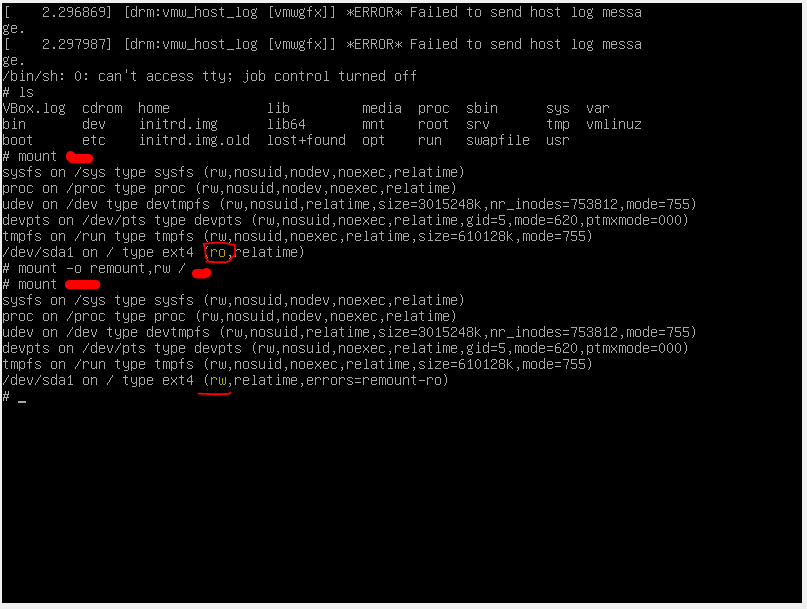 [    2.296869] [drm:vmw_host_log [vmwgfx]] *ERROR* Failed to send host log messa
ge.
[    2.297987] [drm:vmw_host_log [vmwgfx]] *ERROR* Failed to send host log messa
ge.
/bin/sh: 0: can't access tty; job control turned off
# ls
VBox.log  cdrom  home            lib         media  proc  sbin      sys  var
bin       dev    initrd.img      lib64       mnt    root  srv       tmp  vmlinuz
boot      etc    initrd.img.old  lost+found  opt    run   swapfile  usr
# mount
sysfs on /sys type sysfs (rw,nosuid,nodev,noexec,relatime)
proc on /proc type proc (rw,nosuid,nodev,noexec,relatime)
udev on /dev type devtmpfs (rw,nosuid,relatime,size=3015248k,nr_inodes=753812,mode=755)
devpts on /dev/pts type devpts (rw,nosuid,noexec,relatime,gid=5,mode=620,ptmxmode=000)
tmpfs on /run type tmpfs (rw,nosuid,noexec,relatime,size=610128k,mode=755)
/dev/sda1 on / type ext4 (ro,relatime)
# mount -o remount,rw /
# mount
sysfs on /sys type sysfs (rw,nosuid,nodev,noexec,relatime)
proc on /proc type proc (rw,nosuid,nodev,noexec,relatime)
udev on /dev type devtmpfs (rw,nosuid,relatime,size=3015248k,nr_inodes=753812,mode=755)
devpts on /dev/pts type devpts (rw,nosuid,noexec,relatime,gid=5,mode=620,ptmxmode=000)
tmpfs on /run type tmpfs (rw,nosuid,noexec,relatime,size=610128k,mode=755)
/dev/sda1 on / type ext4 (rw,relatime,errors=remount-ro)
# _